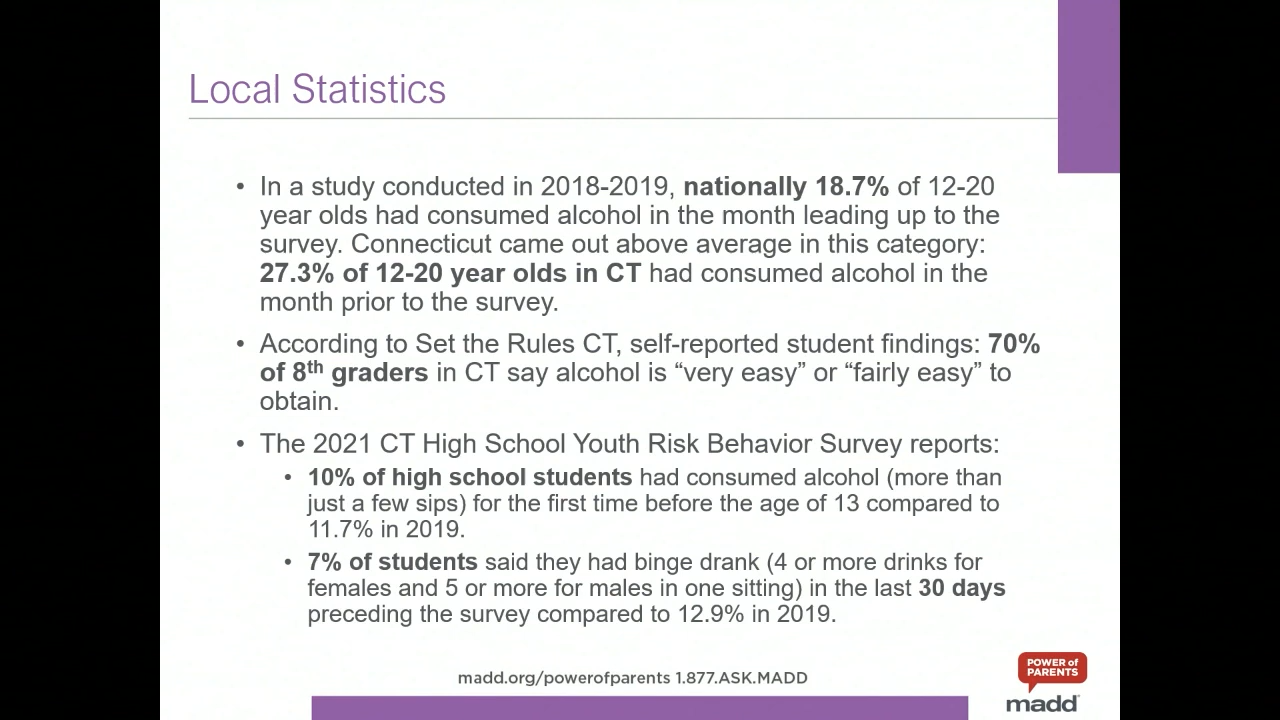 Local Statistics
• In a study conducted in 2018-2019, nationally 18.7% of 12-20
year olds had consumed alcohol in the month leading up to the
survey. Connecticut came out above average in this category:
27.3% of 12-20 year olds in CT had consumed alcohol in the
month prior to the survey.
• According to Set the Rules CT, self-reported student findings: 70%
of 8th graders in CT say alcohol is “very easy” or “fairly easy” to
obtain.
• The 2021 CT High School Youth Risk Behavior Survey reports:
• 10% of high school students had consumed alcohol (more than
just a few sips) for the first time before the age of 13 compared to
11.7% in 2019.
• 7% of students said they had binge drank (4 or more drinks for
females and 5 or more for males in one sitting) in the last 30 days
preceding the survey compared to 12.9% in 2019.
madd.org/powerofparents 1.877.ASK.MADD
POWER of
PARENTS
madd